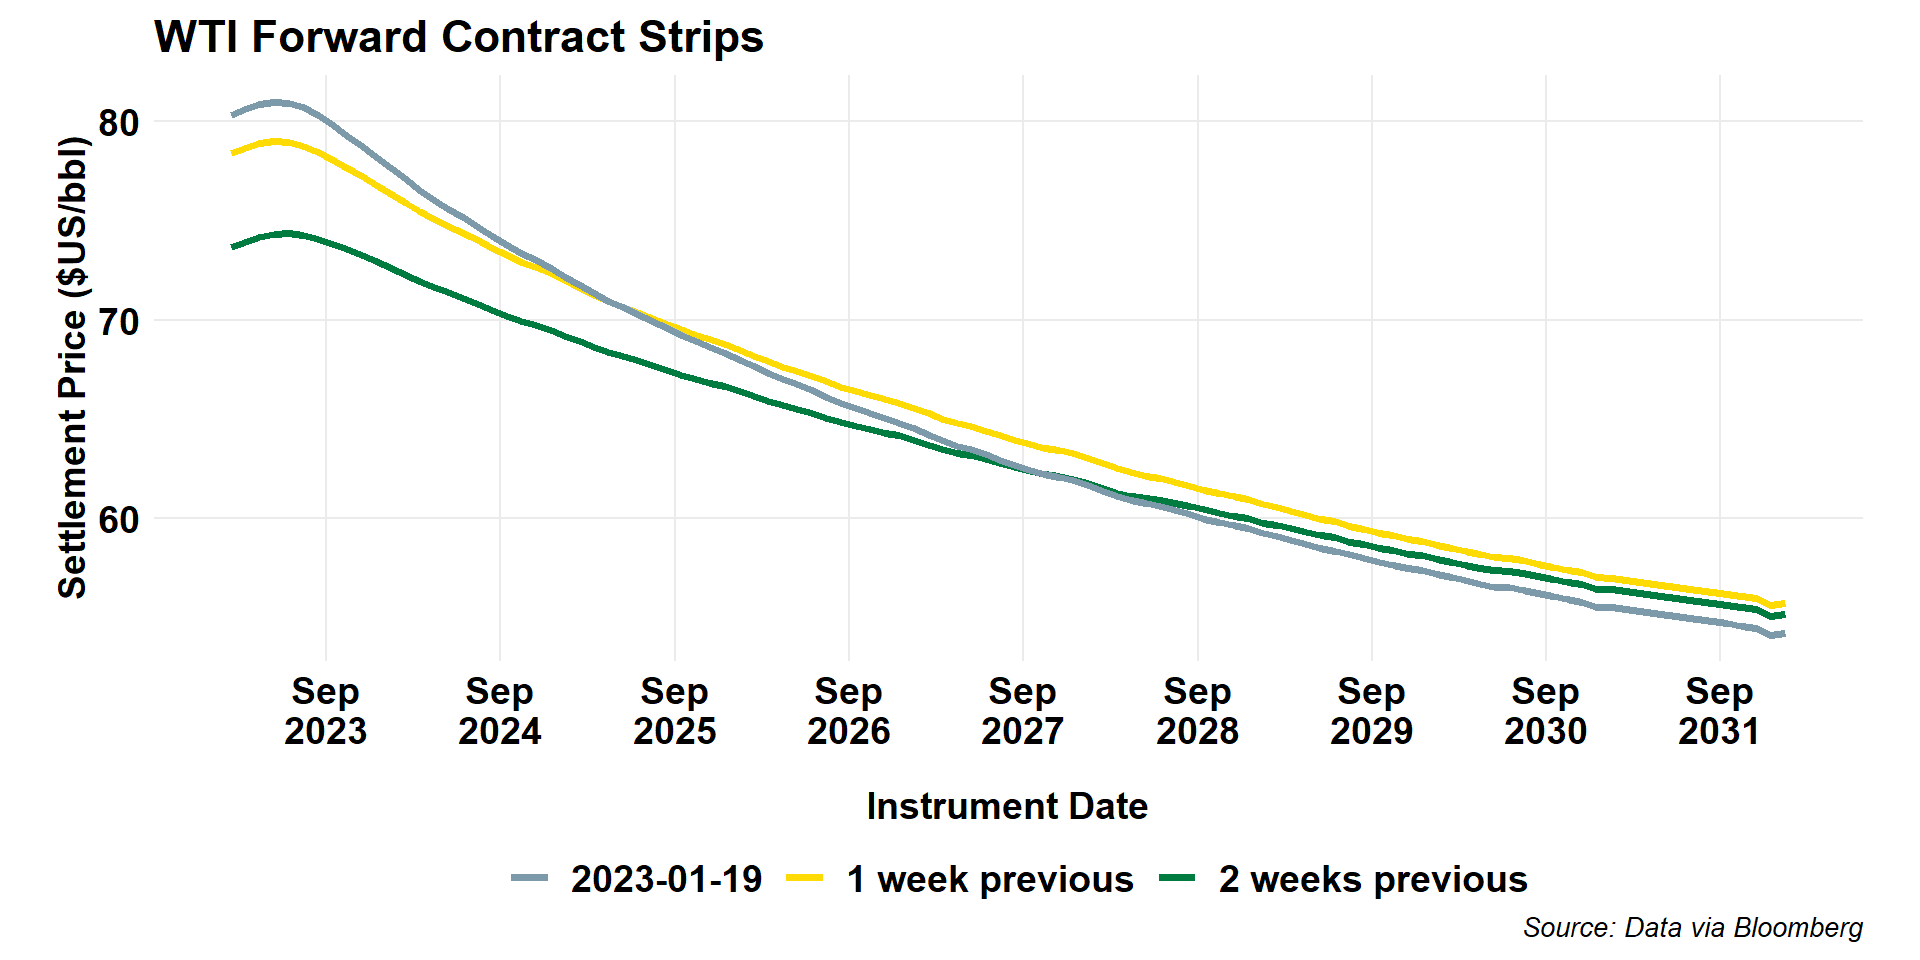 WTI Forward Contract Strips
Settlement Price ($US/bbl)
80
70
60
Sep 2023
Sep 2024
Sep 2025
Sep 2026
Sep 2027
Sep 2028
Sep 2029
Sep 2030
Sep 2031
Instrument Date
2023-01-19 1 week previous 2 weeks previous
Source: Data via Bloomberg